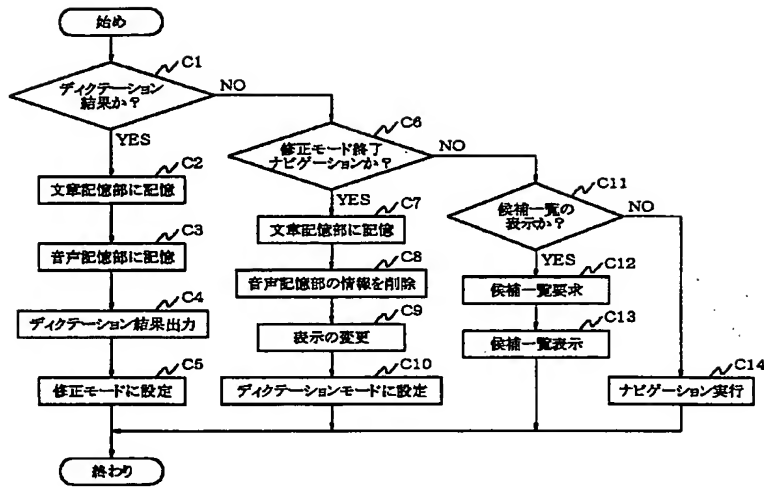 始め
C1
ディクテーション
結果か？
NO
YES
C2
文章記憶部に記憶
C3
音声記憶部に記憶
C4
ディクテーション結果出力
C5
修正モードに設定
C6
修正モード終了
ナビゲーションか？
NO
YES
C7
文章記憶部に記憶
C8
音声記憶部の情報を削除
C9
表示の変更
C10
ディクテーションモードに設定
C11
候補一覧の
表示か？
NO
YES
C12
候補一覧要求
C13
候補一覧表示
C14
ナビゲーション実行
終わり